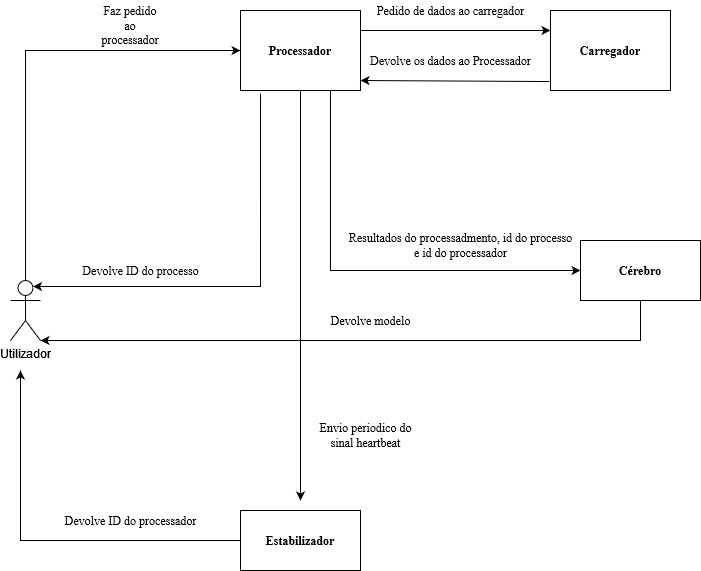 Faz pedido
ao
processador
Processador
Pedido de dados ao carregador
Carregador
Devolve os dados ao Processador
Devolve ID do processo
Resultados do processadmento, id do processo
e id do processador
Cérebro
Devolve modelo
Utilizador
Envio periodico do
sinal heartbeat
Devolve ID do processador
Estabilizador